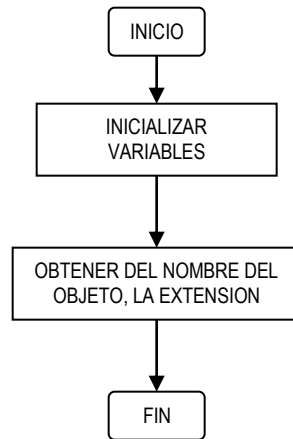 INICIO
INICIALIZAR
VARIABLES
OBTENER DEL NOMBRE DEL
OBJETO, LA EXTENSION
FIN